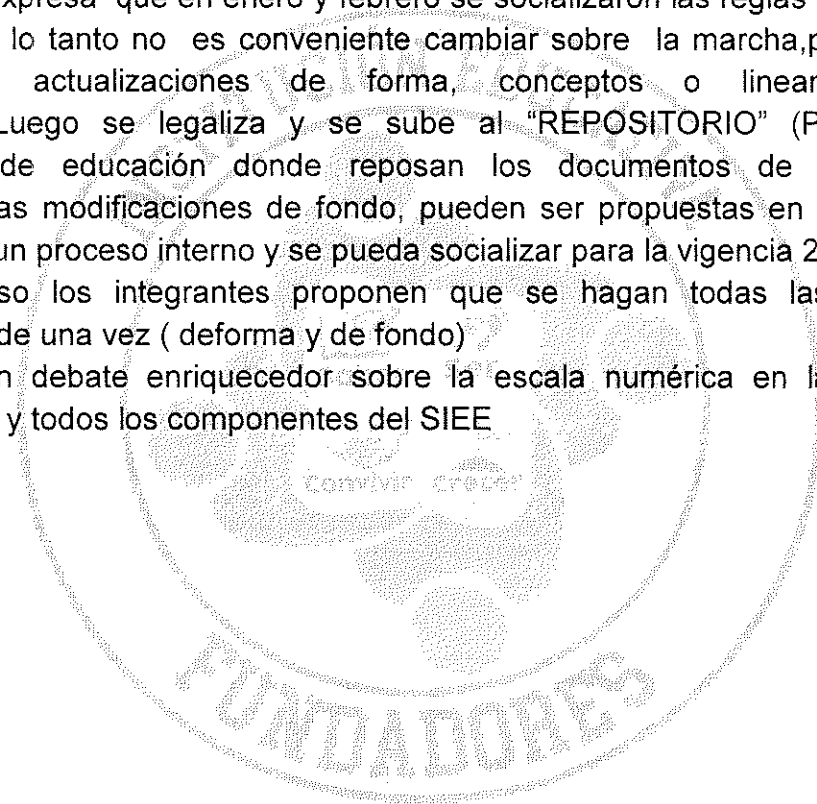 expresa que en enero y febrero se socializaron las reglas
lo tanto no es conveniente cambiar sobre la marcha,p
actualizaciones de forma, conceptos o linear
Luego se legaliza y se sube al “REPOSITORIO” (P
de educación donde reposan los documentos de
as modificaciones de fondo, pueden ser propuestas en
un proceso interno y se pueda socializar para la vigencia 2
so los integrantes proponen que se hagan todas las
de una vez ( deforma y de fondo)
n debate enriquecedor sobre la escala numérica en la
y todos los componentes del SIEE
convivir crecer
FUNDADORES